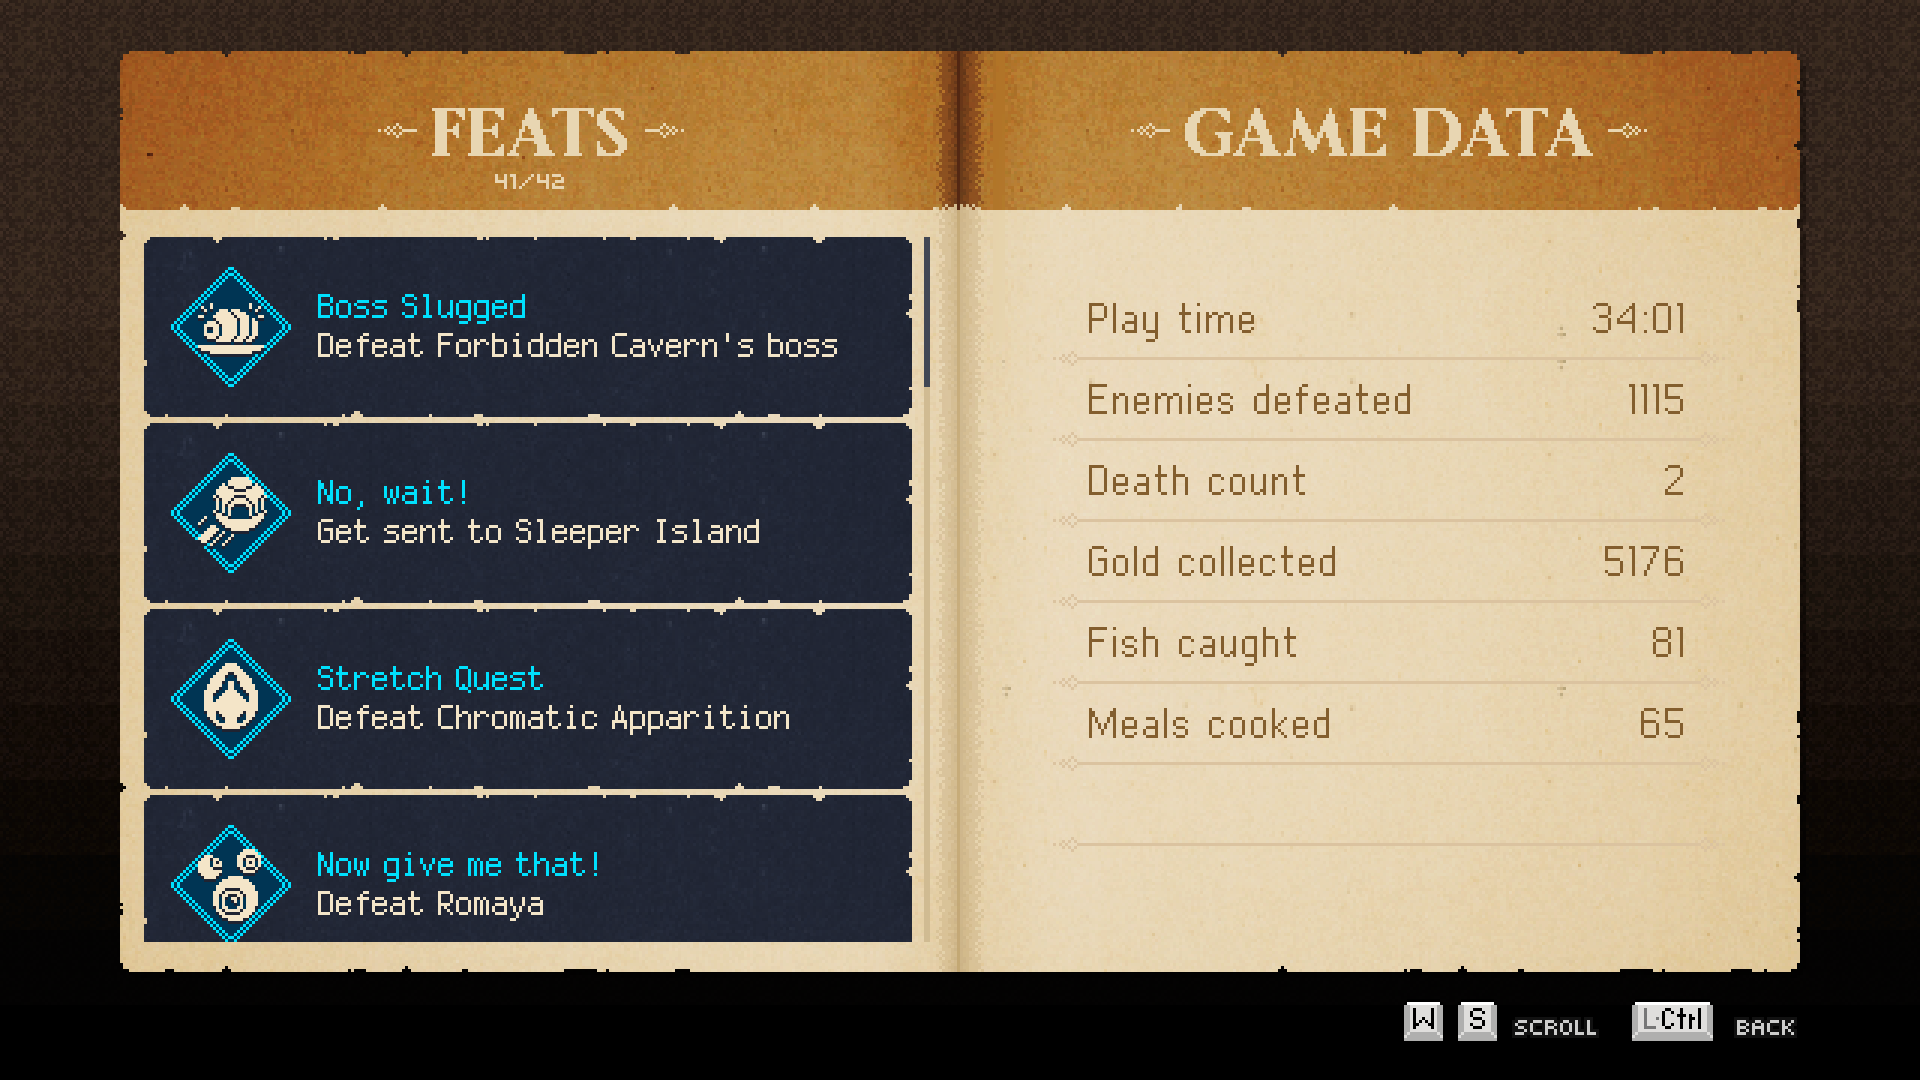 FEATS
41/42
Boss Slugged
Defeat Forbidden Cavern's boss
No, wait!
Get sent to Sleeper Island
Stretch Quest
Defeat Chromatic Apparition
Now give me that!
Defeat Romaya
GAME DATA
Play time 34:01
Enemies defeated 1115
Death count 2
Gold collected 5176
Fish caught 81
Meals cooked 65
W S SCROLL L·Ctrl BACK